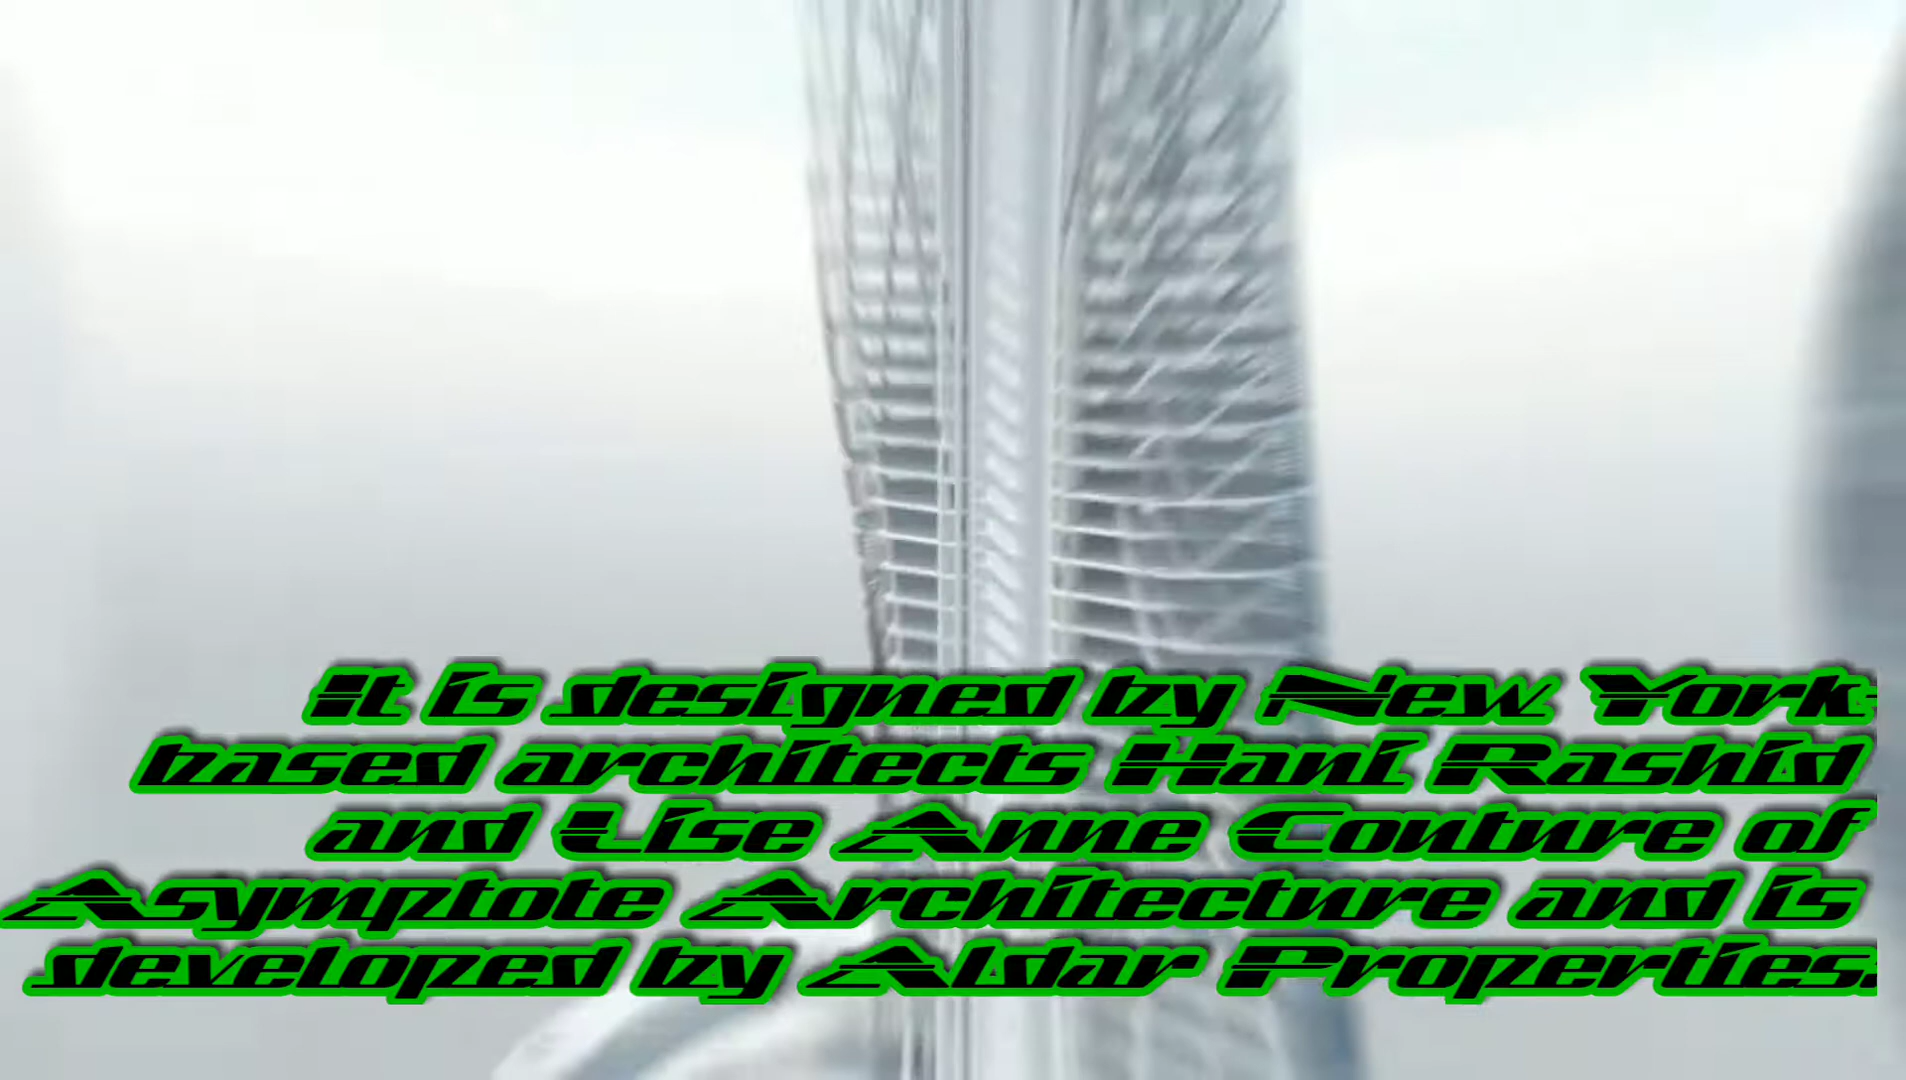 It is designed by New York-
based architects Hani Rashid
and Lise Anne Couture of
Asymptote Architecture and is
developed by Aldar Properties.